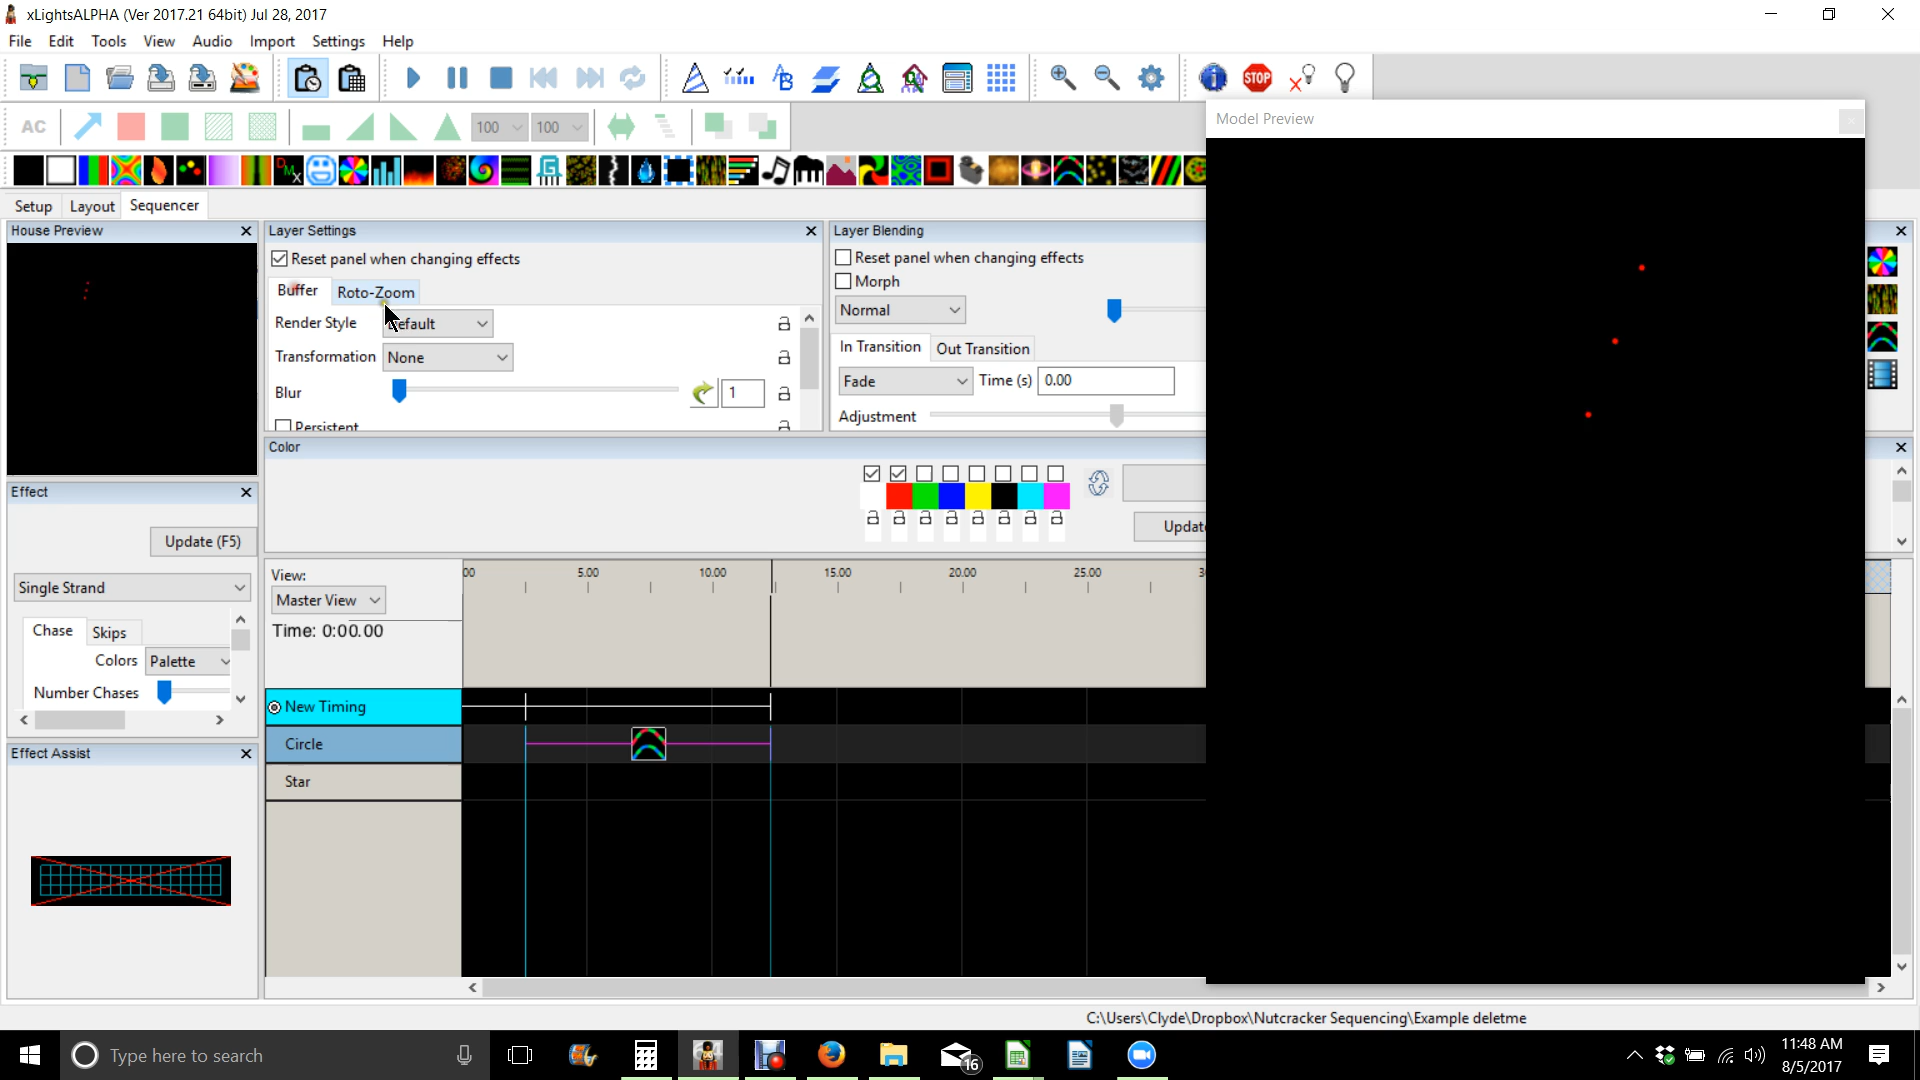 xLightsALPHA (Ver 2017.21 64bit) Jul 28, 2017
File Edit Tools View Audio Import Settings Help
STOP
AC 100 100
Model Preview
DMX
Setup Layout Sequencer
House Preview
Layer Settings
Layer Blending
Reset panel when changing effects
Reset panel when changing effects
Morph
Buffer Roto-Zoom
Normal
Render Style
In Transition Out Transition
Transformation None
Fade Time (s) 0.00
Blur 1
Adjustment
Persistent
Color
Effect
Update (F5)
Single Strand
Chase Skips
Colors Palette
Number Chases
View:
Master View
Time: 0:00.00
00 5.00 10.00 15.00 20.00 25.00
New Timing
Circle
Star
Effect Assist
C:\Users\Clyde\Dropbox\Nutcracker Sequencing\Example deletme
Type here to search
16
11:48 AM
8/5/2017